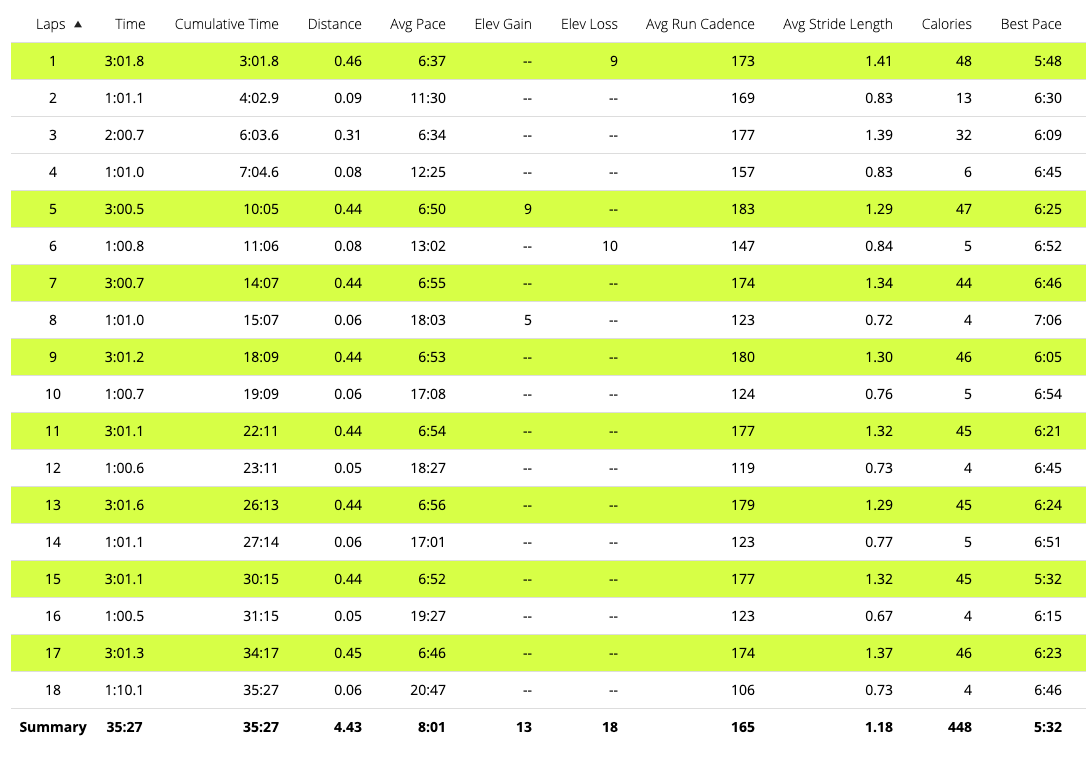 Laps ▲ Time Cumulative Time Distance Avg Pace Elev Gain Elev Loss Avg Run Cadence Avg Stride Length Calories Best Pace
1 3:01.8 3:01.8 0.46 6:37 -- 9 173 1.41 48 5:48
2 1:01.1 4:02.9 0.09 11:30 -- -- 169 0.83 13 6:30
3 2:00.7 6:03.6 0.31 6:34 -- -- 177 1.39 32 6:09
4 1:01.0 7:04.6 0.08 12:25 -- -- 157 0.83 6 6:45
5 3:00.5 10:05 0.44 6:50 9 -- 183 1.29 47 6:25
6 1:00.8 11:06 0.08 13:02 -- 10 147 0.84 5 6:52
7 3:00.7 14:07 0.44 6:55 -- -- 174 1.34 44 6:46
8 1:01.0 15:07 0.06 18:03 5 -- 123 0.72 4 7:06
9 3:01.2 18:09 0.44 6:53 -- -- 180 1.30 46 6:05
10 1:00.7 19:09 0.06 17:08 -- -- 124 0.76 5 6:54
11 3:01.1 22:11 0.44 6:54 -- -- 177 1.32 45 6:21
12 1:00.6 23:11 0.05 18:27 -- -- 119 0.73 4 6:45
13 3:01.6 26:13 0.44 6:56 -- -- 179 1.29 45 6:24
14 1:01.1 27:14 0.06 17:01 -- -- 123 0.77 5 6:51
15 3:01.1 30:15 0.44 6:52 -- -- 177 1.32 45 5:32
16 1:00.5 31:15 0.05 19:27 -- -- 123 0.67 4 6:15
17 3:01.3 34:17 0.45 6:46 -- -- 174 1.37 46 6:23
18 1:10.1 35:27 0.06 20:47 -- -- 106 0.73 4 6:46
Summary 35:27 35:27 4.43 8:01 13 18 165 1.18 448 5:32